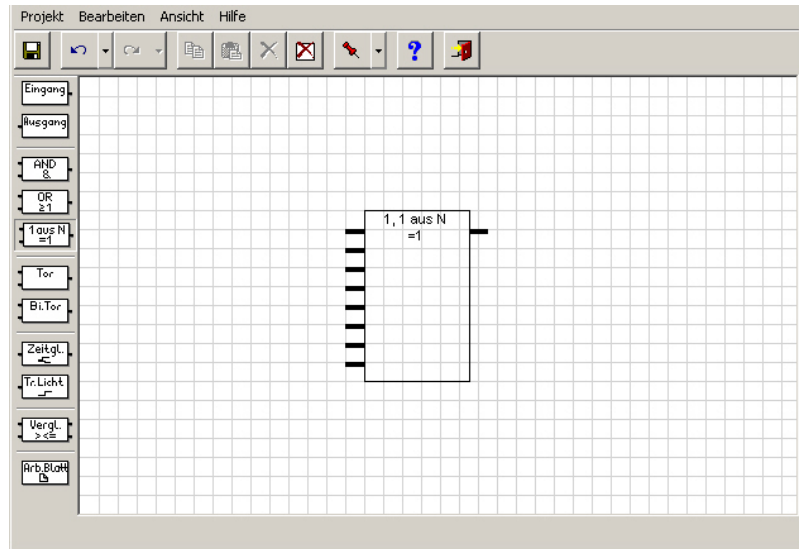 Projekt Bearbeiten Ansicht Hilfe
?
Eingang
Ausgang
AND
&
OR
≥1
1 aus N
=1
Tor
Bi.Tor
Zeitgl.
Tr.Licht
Vergl.
><=
Arb.Blatt
1, 1 aus N
=1